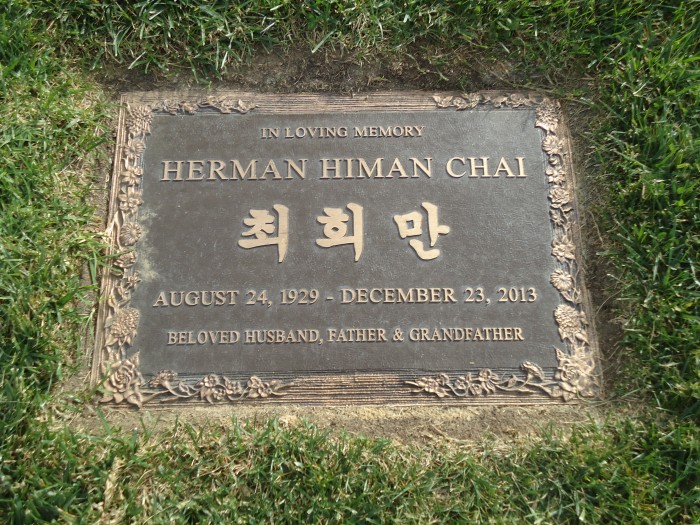 IN LOVING MEMORY
HERMAN HIMAN CHAI
최희만
AUGUST 24, 1929 - DECEMBER 23, 2013
BELOVED HUSBAND, FATHER & GRANDFATHER